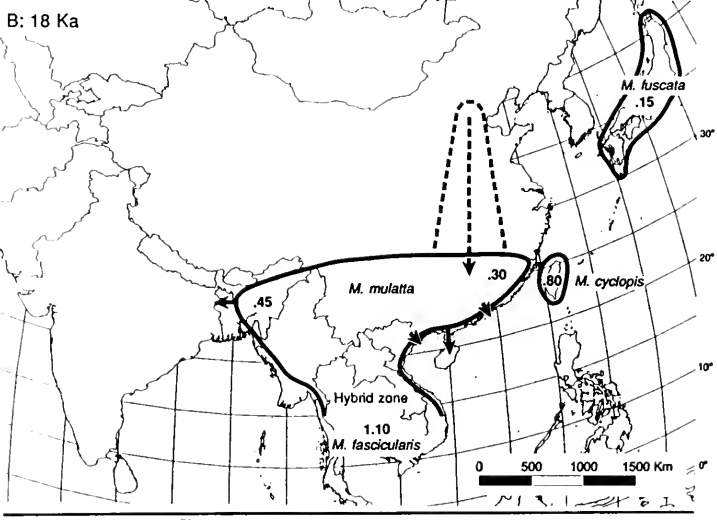 B: 18 Ka
M. fuscata
.15
30°
20°
.30
M. cyclopis
.80
M. mulatta
.45
10°
Hybrid zone
1.10
M. fascicularis
0 500 1000 1500 Km
0°